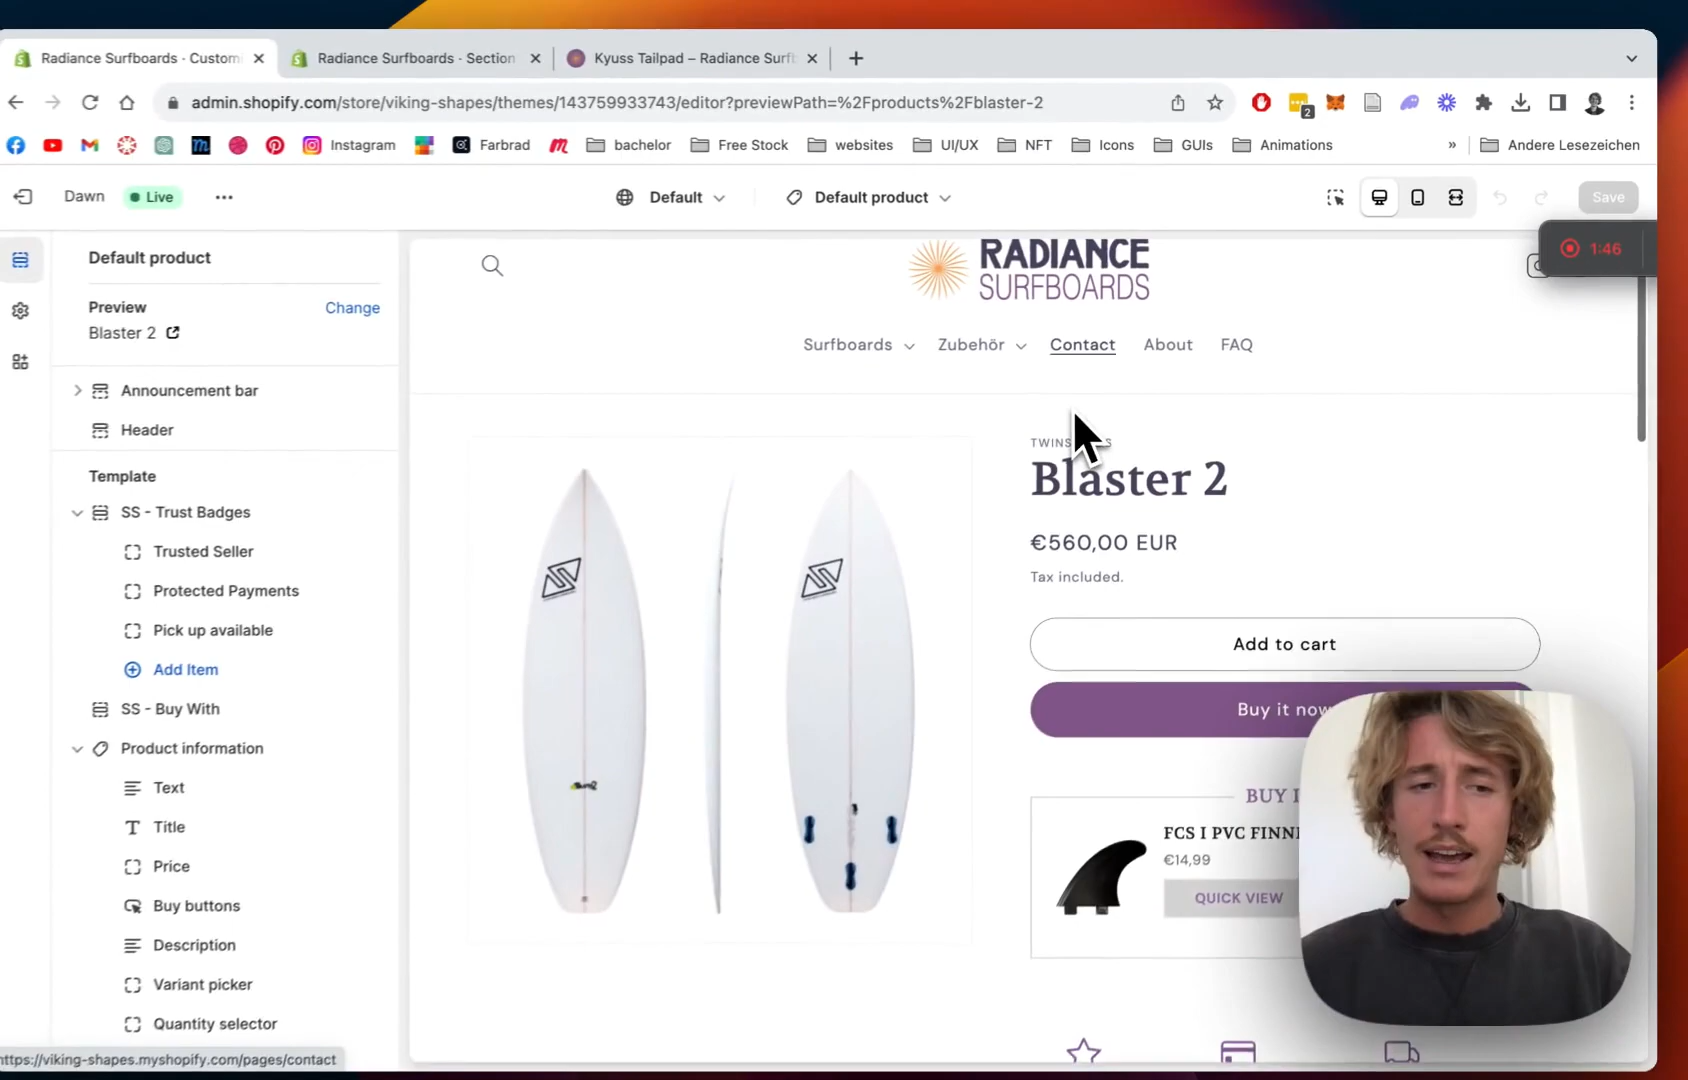 Radiance Surfboards · Custom
Radiance Surfboards · Section
Kyuss Tailpad – Radiance Surfb
admin.shopify.com/store/viking-shapes/themes/143759933743/editor?previewPath=%2Fproducts%2Fblaster-2
2
Instagram
Farbrad
bachelor
Free Stock
websites
UI/UX
NFT
Icons
GUIs
Animations
»
Andere Lesezeichen
Dawn
Live
Default
Default product
Save
1:46
Default product
Preview
Change
Blaster 2
Announcement bar
Header
Template
SS - Trust Badges
Trusted Seller
Protected Payments
Pick up available
Add Item
SS - Buy With
Product information
Text
Title
Price
Buy buttons
Description
Variant picker
Quantity selector
https://viking-shapes.myshopify.com/pages/contact
RADIANCE
SURFBOARDS
Surfboards
Zubehör
Contact
About
FAQ
Blaster 2
€560,00 EUR
Tax included.
Add to cart
Buy it now
BUY I
FCS I PVC FINN
€14,99
QUICK VIEW